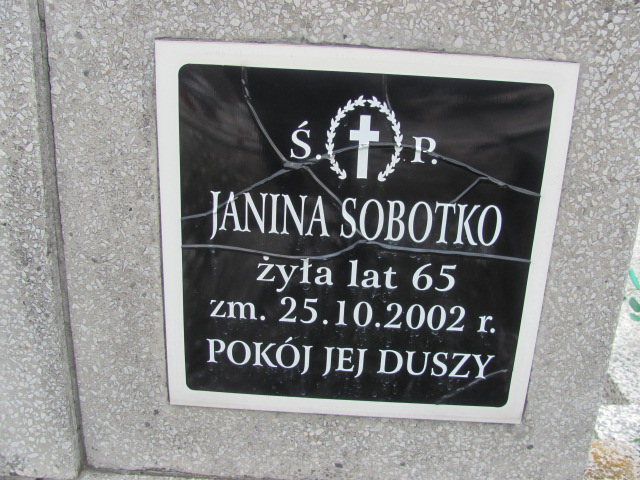 Ś. P.
JANINA SOBOTKO
żyła lat 65
zm. 25.10.2002 r.
POKÓJ JEJ DUSZY